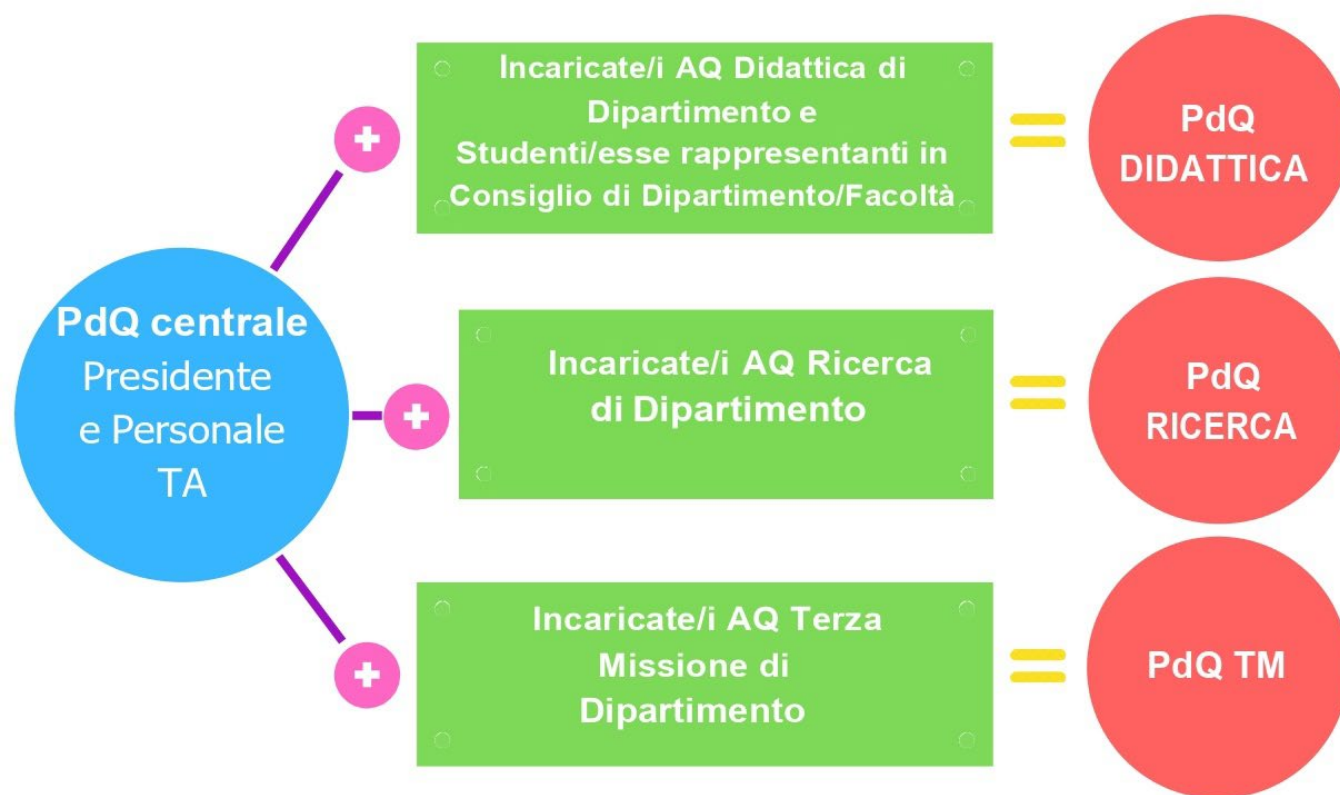 PdQ centrale
Presidente
e Personale
TA
Incaricate/i AQ Didattica di
Dipartimento e
Studenti/esse rappresentanti in
Consiglio di Dipartimento/Facoltà
PdQ
DIDATTICA
Incaricate/i AQ Ricerca
di Dipartimento
PdQ
RICERCA
Incaricate/i AQ Terza
Missione di
Dipartimento
PdQ TM